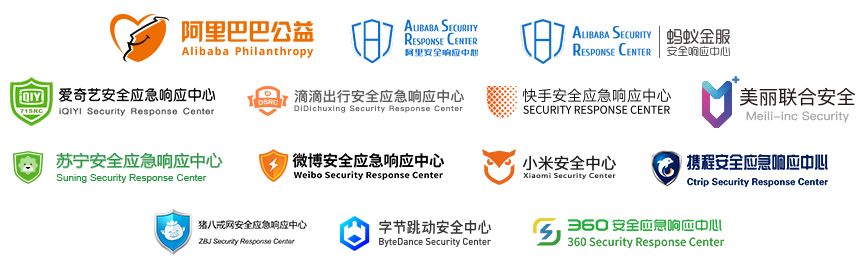 阿里巴巴公益
Alibaba Philanthropy
ALIBABA SECURITY
RESPONSE CENTER
阿里安全响应中心
ALIBABA SECURITY
RESPONSE CENTER
蚂蚁金服
安全响应中心
iQIYI
71SRC
爱奇艺安全应急响应中心
iQIYI Security Response Center
DSRC
滴滴出行安全应急响应中心
DiDichuxing Security Response Center
快手安全应急响应中心
SECURITY RESPONSE CENTER
美丽联合安全
Meili-inc Security
苏宁安全应急响应中心
Suning Security Response Center
微博安全应急响应中心
Weibo Security Response Center
小米安全中心
Xiaomi Security Center
携程安全应急响应中心
Ctrip Security Response Center
猪八戒网安全应急响应中心
ZBJ Security Response Center
字节跳动安全中心
ByteDance Security Center
360安全应急响应中心
360 Security Response Center